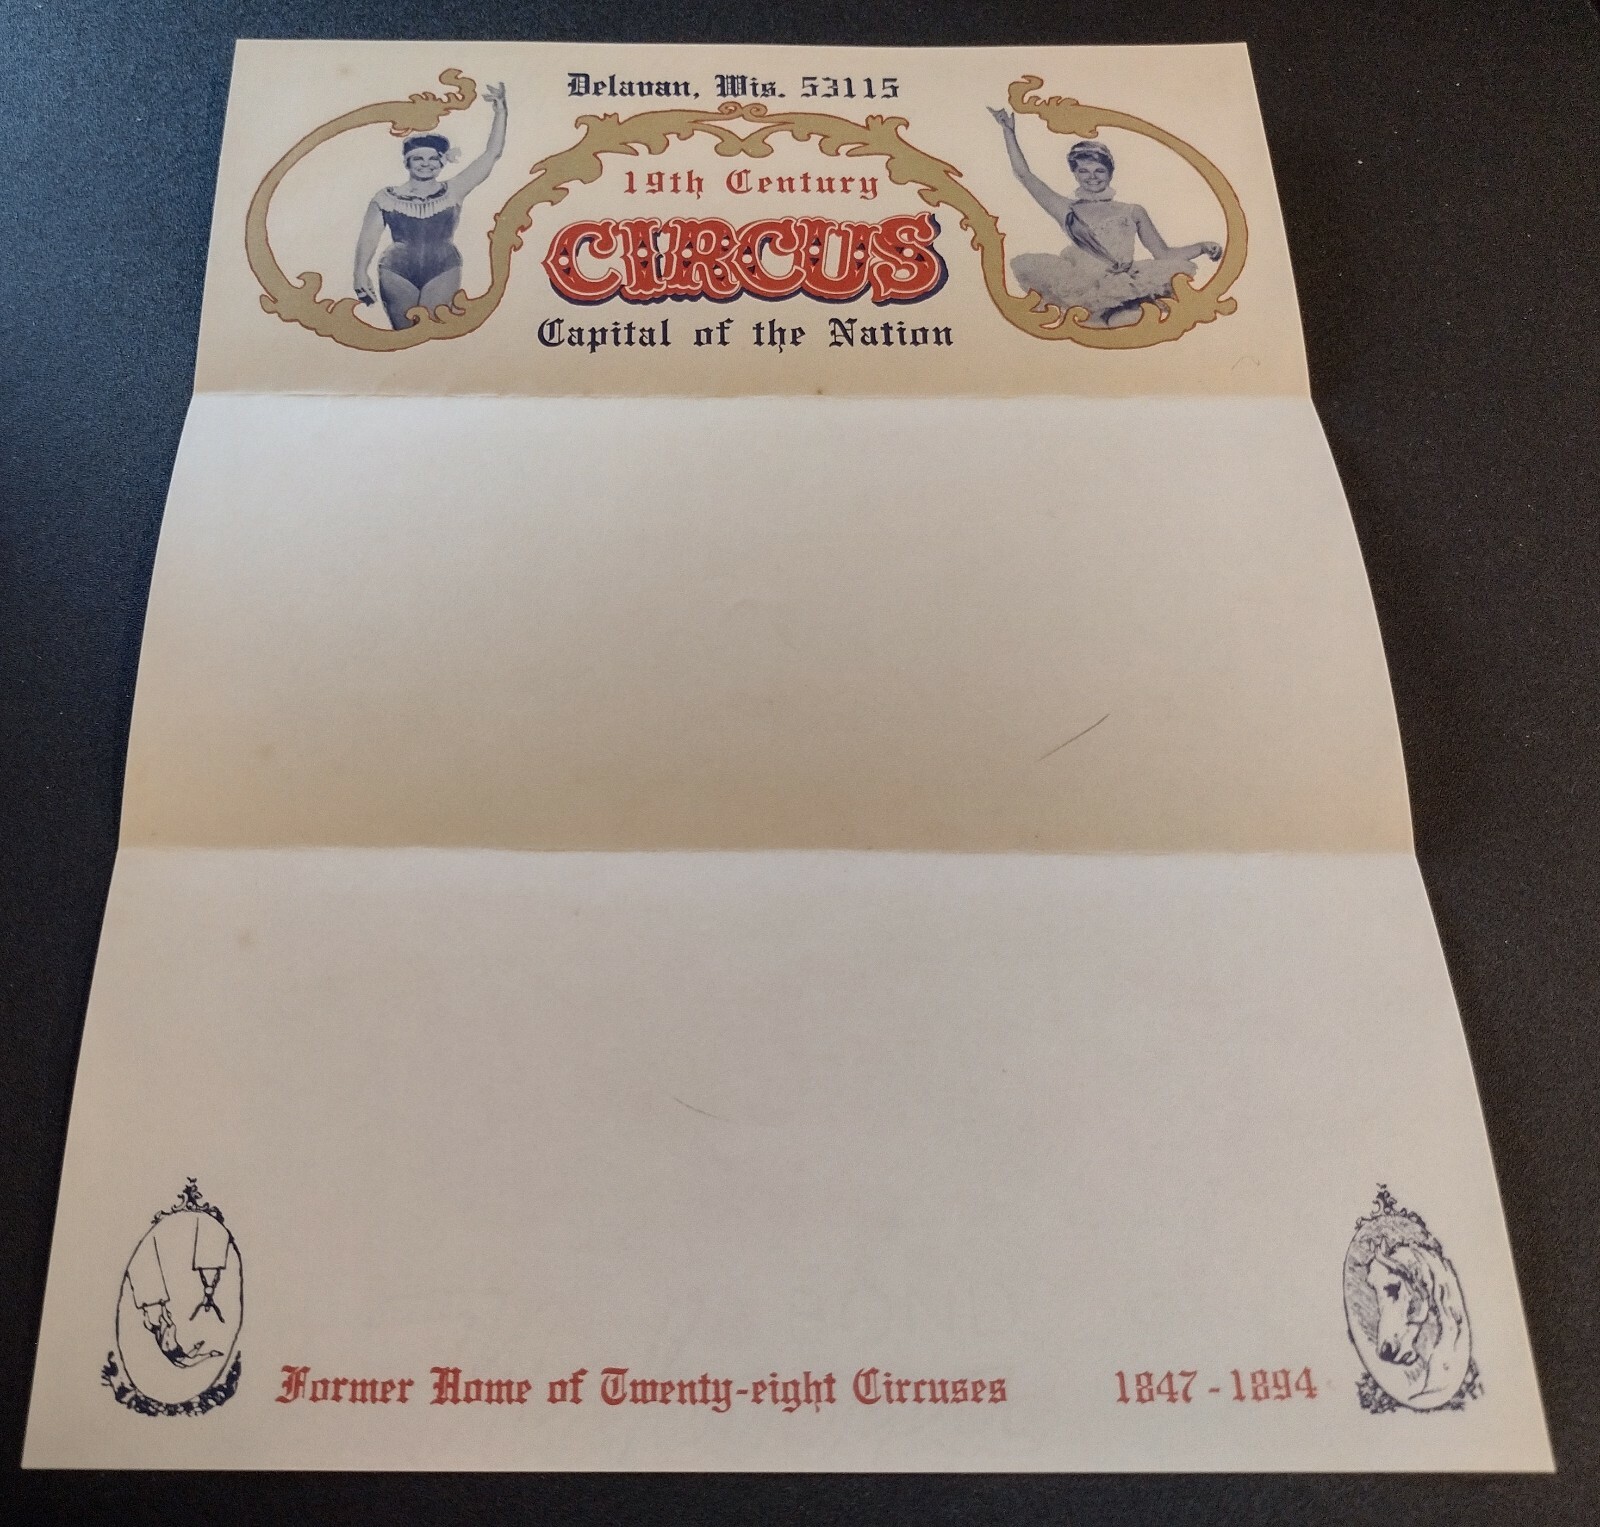 Delavan, Wis. 53115
19th Century
CIRCUS
Capital of the Nation
Former Home of Twenty-eight Circuses 1847 - 1894